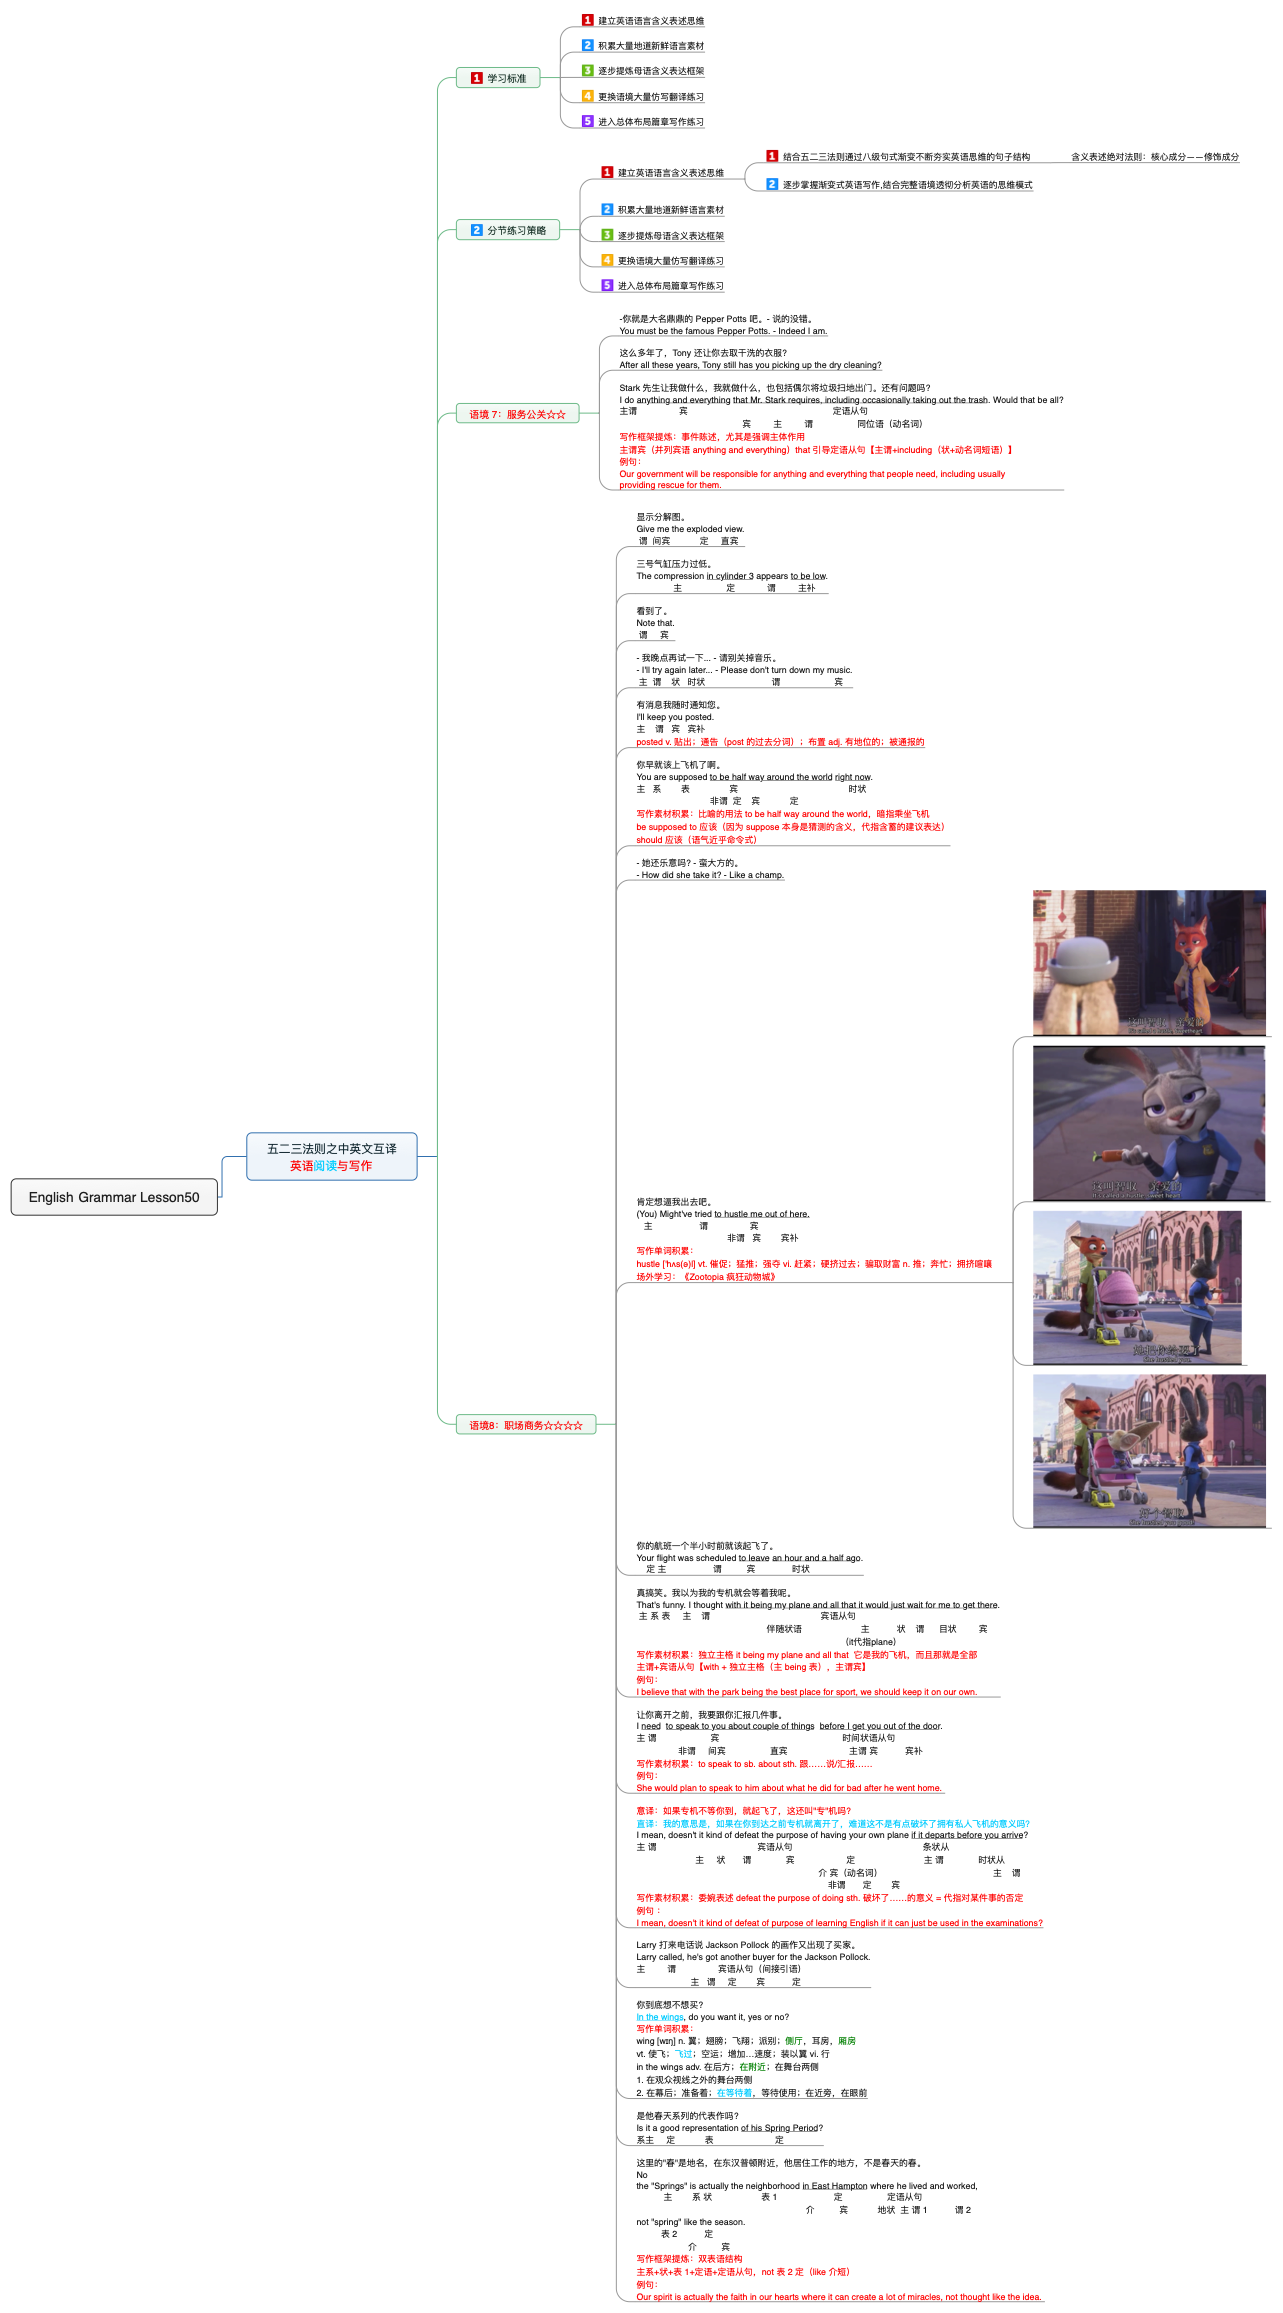 English Grammar Lesson50
五二三法则之中英文互译
英语阅读与写作
1 学习标准
1 建立英语语言含义表述思维
2 积累大量地道新鲜语言素材
3 逐步提炼母语含义表达框架
4 更换语境大量仿写翻译练习
5 进入总体布局篇章写作练习
2 分节练习策略
1 建立英语语言含义表述思维
1 结合五二三法则通过八级句式渐变不断夯实英语思维的句子结构
含义表述绝对法则：核心成分——修饰成分
2 逐步掌握渐变式英语写作,结合完整语境透彻分析英语的思维模式
2 积累大量地道新鲜语言素材
3 逐步提炼母语含义表达框架
4 更换语境大量仿写翻译练习
5 进入总体布局篇章写作练习
语境 7：服务公关☆☆
-你就是大名鼎鼎的 Pepper Potts 吧。- 说的没错。
You must be the famous Pepper Potts. - Indeed I am.
这么多年了，Tony 还让你去取干洗的衣服?
After all these years, Tony still has you picking up the dry cleaning?
Stark 先生让我做什么，我就做什么，也包括偶尔将垃圾扫地出门。还有问题吗?
I do anything and everything that Mr. Stark requires, including occasionally taking out the trash. Would that be all?
主谓 宾 定语从句
宾 主 谓 同位语（动名词）
写作框架提炼：事件陈述，尤其是强调主体作用
主谓宾（并列宾语 anything and everything）that 引导定语从句【主谓+including（状+动名词短语）】
例句：
Our government will be responsible for anything and everything that people need, including usually
providing rescue for them.
语境8：职场商务☆☆☆☆
显示分解图。
Give me the exploded view.
谓 间宾 定 直宾
三号气缸压力过低。
The compression in cylinder 3 appears to be low.
主 定 谓 主补
看到了。
Note that.
谓 宾
- 我晚点再试一下... - 请别关掉音乐。
- I'll try again later... - Please don't turn down my music.
主 谓 状 时状 谓 宾
有消息我随时通知您。
I'll keep you posted.
主 谓 宾 宾补
posted v. 贴出；通告（post 的过去分词）；布置 adj. 有地位的；被通报的
你早就该上飞机了啊。
You are supposed to be half way around the world right now.
主 系 表 宾 时状
非谓 定 宾 定
写作素材积累：比喻的用法 to be half way around the world，暗指乘坐飞机
be supposed to 应该（因为 suppose 本身是猜测的含义，代指含蓄的建议表达）
should 应该（语气近乎命令式）
- 她还乐意吗? - 蛮大方的。
- How did she take it? - Like a champ.
肯定想逼我出去吧。
(You) Might've tried to hustle me out of here.
主 谓 宾
非谓 宾 宾补
写作单词积累：
hustle ['hʌs(ə)l] vt. 催促；猛推；强夺 vi. 赶紧；硬挤过去；骗取财富 n. 推；奔忙；拥挤喧嚷
场外学习：《Zootopia 疯狂动物城》
这叫智取 亲爱的
It's called a hustle, sweetheart
这叫智取 亲爱的
It's called a hustle, sweetheart
她把你给耍了
She hustled you.
好个智取
She hustled you good!
你的航班一个半小时前就该起飞了。
Your flight was scheduled to leave an hour and a half ago.
定 主 谓 宾 时状
真搞笑。我以为我的专机就会等着我呢。
That's funny. I thought with it being my plane and all that it would just wait for me to get there.
主 系 表 主 谓 宾语从句
伴随状语 主 状 谓 目状 宾
（it代指plane）
写作素材积累：独立主格 it being my plane and all that 它是我的飞机，而且那就是全部
主谓+宾语从句【with + 独立主格（主 being 表），主谓宾】
例句：
I believe that with the park being the best place for sport, we should keep it on our own.
让你离开之前，我要跟你汇报几件事。
I need to speak to you about couple of things before I get you out of the door.
主 谓 宾 时间状语从句
非谓 间宾 直宾 主谓 宾 宾补
写作素材积累：to speak to sb. about sth. 跟……说/汇报……
例句：
She would plan to speak to him about what he did for bad after he went home.
意译：如果专机不等你到，就起飞了，这还叫"专"机吗?
直译：我的意思是，如果在你到达之前专机就离开了，难道这不是有点破坏了拥有私人飞机的意义吗?
I mean, doesn't it kind of defeat the purpose of having your own plane if it departs before you arrive?
主 谓 宾语从句 条状从
主 状 谓 宾 定 主 谓 时状从
介 宾（动名词） 主 谓
非谓 定 宾
写作素材积累：委婉表述 defeat the purpose of doing sth. 破坏了……的意义 = 代指对某件事的否定
例句 :
I mean, doesn't it kind of defeat of purpose of learning English if it can just be used in the examinations?
Larry 打来电话说 Jackson Pollock 的画作又出现了买家。
Larry called, he's got another buyer for the Jackson Pollock.
主 谓 宾语从句（间接引语）
主 谓 定 宾 定
你到底想不想买?
In the wings, do you want it, yes or no?
写作单词积累：
wing [wɪŋ] n. 翼；翅膀；飞翔；派别；侧厅，耳房，厢房
vt. 使飞；飞过；空运；增加…速度；装以翼 vi. 行
in the wings adv. 在后方；在附近；在舞台两侧
1. 在观众视线之外的舞台两侧
2. 在幕后；准备着；在等待着，等待使用；在近旁，在眼前
是他春天系列的代表作吗?
Is it a good representation of his Spring Period?
系主 定 表 定
这里的"春"是地名，在东汉普顿附近，他居住工作的地方，不是春天的春。
No
the "Springs" is actually the neighborhood in East Hampton where he lived and worked,
主 系 状 表 1 定 定语从句
介 宾 地状 主 谓 1 谓 2
not "spring" like the season.
表 2 定
介 宾
写作框架提炼：双表语结构
主系+状+表 1+定语+定语从句，not 表 2 定（like 介短）
例句：
Our spirit is actually the faith in our hearts where it can create a lot of miracles, not thought like the idea.